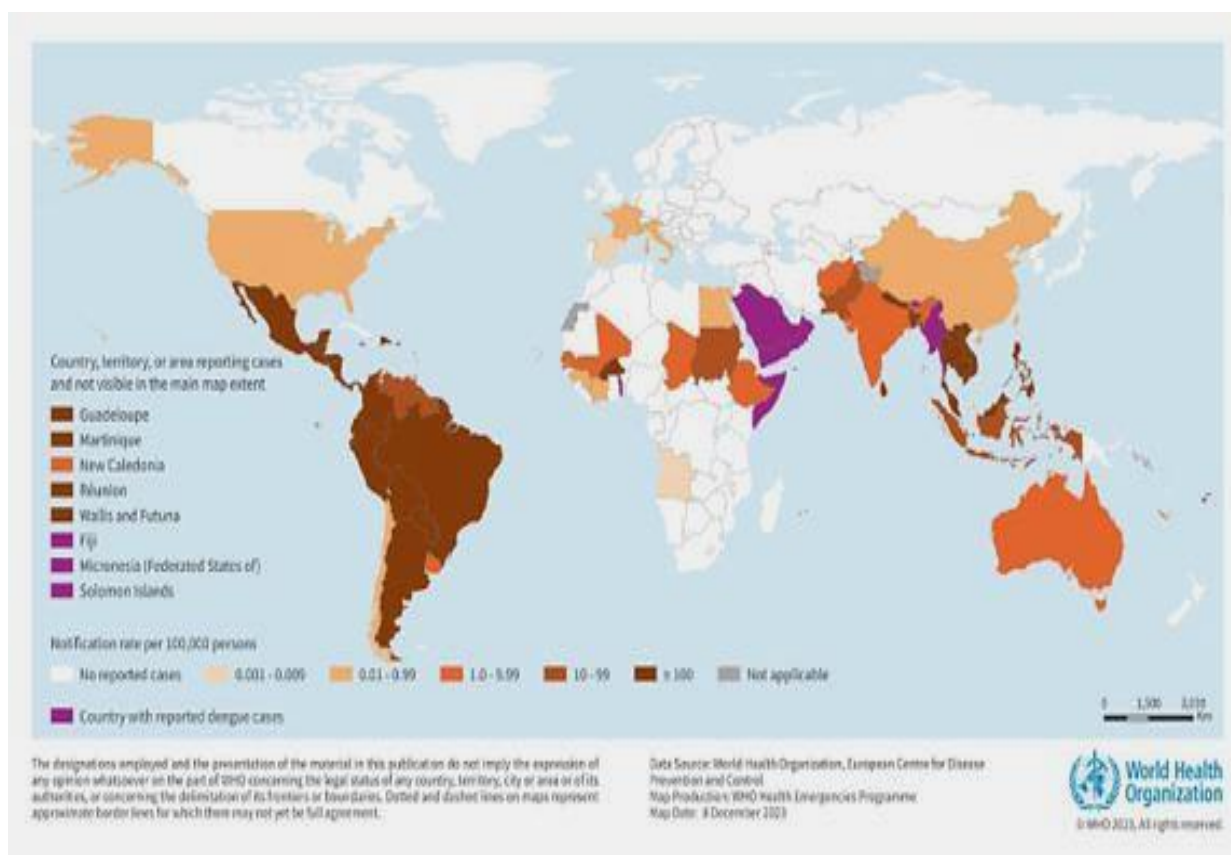 Country, territory, or area reporting cases
and not visible in the main map extent
Guadeloupe
Martinique
New Caledonia
Réunion
Wallis and Futuna
Fiji
Micronesia (Federated States of)
Solomon Islands
Notification rate per 100,000 persons
No reported cases
0.001 - 0.009
0.01 - 0.99
1.0 - 9.99
10 - 99
≥ 100
Not applicable
Country with reported dengue cases
0 1,500 3,000
Km
The designations employed and the presentation of the material in this publication do not imply the expression of
any opinion whatsoever on the part of WHO concerning the legal status of any country, territory, city or area or of its
authorities, or concerning the delimitation of its frontiers or boundaries. Dotted and dashed lines on maps represent
approximate border lines for which there may not yet be full agreement.
Data Source: World Health Organization, European Centre for Disease
Prevention and Control
Map Production: WHO Health Emergencies Programme
Map Date: 8 December 2023
World Health
Organization
© WHO 2023, All rights reserved.